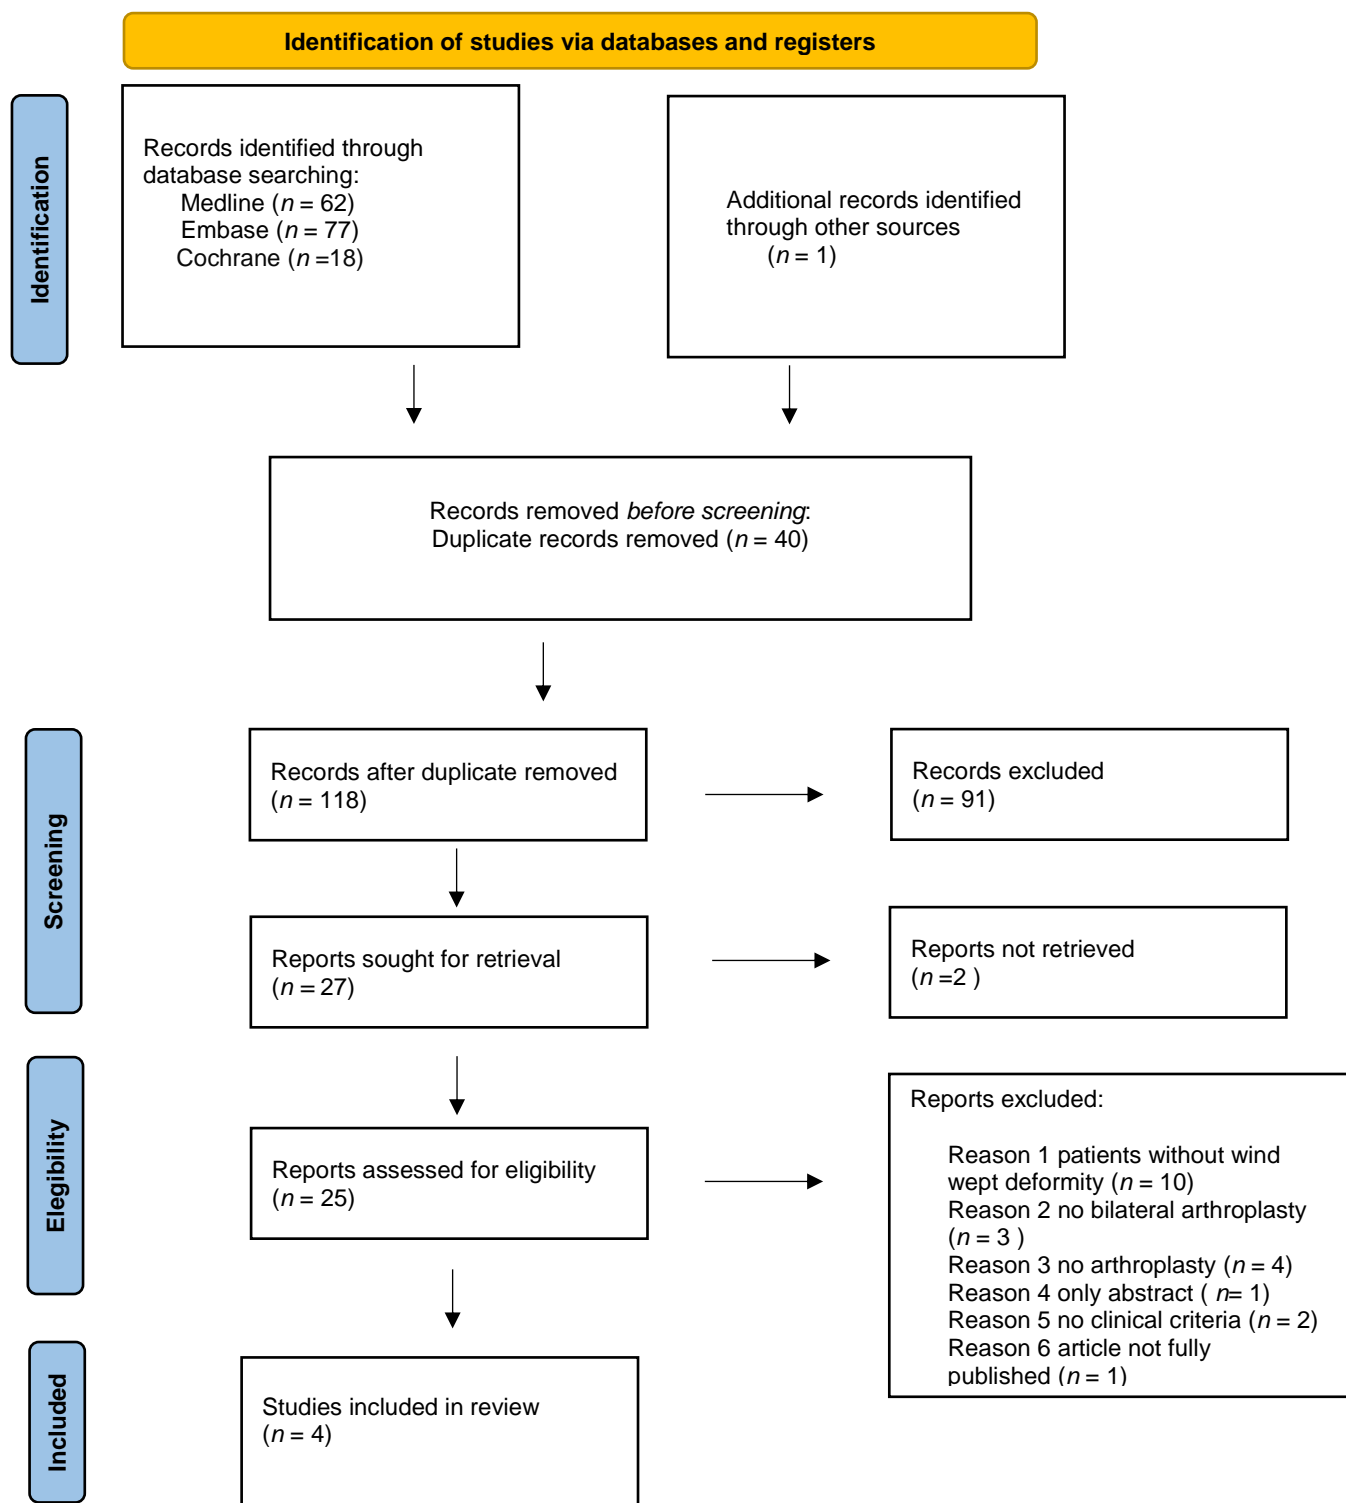 Identification of studies via databases and registers
Identification
Records identified through
database searching:
Medline (n = 62)
Embase (n = 77)
Cochrane (n =18)
Additional records identified
through other sources
(n = 1)
Records removed before screening:
Duplicate records removed (n = 40)
Screening
Records after duplicate removed
(n = 118)
Records excluded
(n = 91)
Reports sought for retrieval
(n = 27)
Reports not retrieved
(n =2 )
Elegibility
Reports assessed for eligibility
(n = 25)
Reports excluded:
Reason 1 patients without wind
wept deformity (n = 10)
Reason 2 no bilateral arthroplasty
(n = 3 )
Reason 3 no arthroplasty (n = 4)
Reason 4 only abstract ( n= 1)
Reason 5 no clinical criteria (n = 2)
Reason 6 article not fully
published (n = 1)
Included
Studies included in review
(n = 4)